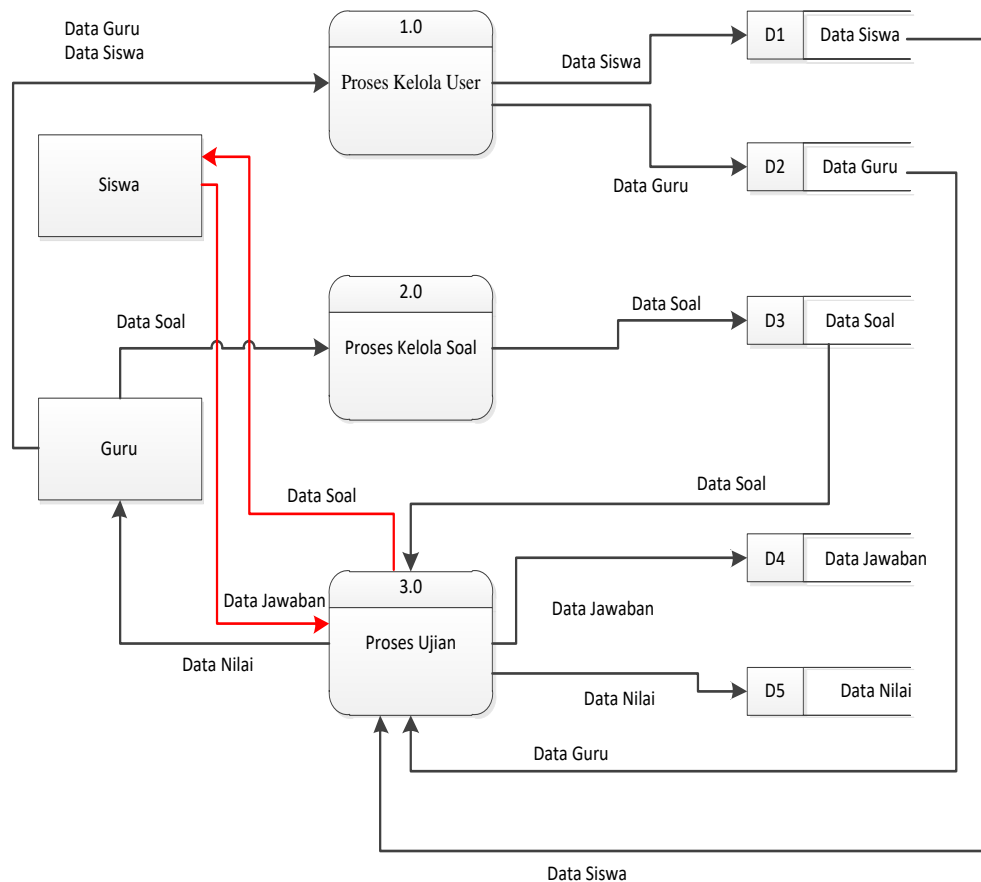 Data Guru
Data Siswa
1.0
Proses Kelola User
Data Siswa
D1
Data Siswa
Data Guru
D2
Data Guru
Siswa
2.0
Proses Kelola Soal
Data Soal
Data Soal
D3
Data Soal
Guru
Data Soal
Data Soal
3.0
Proses Ujian
Data Jawaban
Data Nilai
Data Jawaban
D4
Data Jawaban
Data Nilai
D5
Data Nilai
Data Guru
Data Siswa